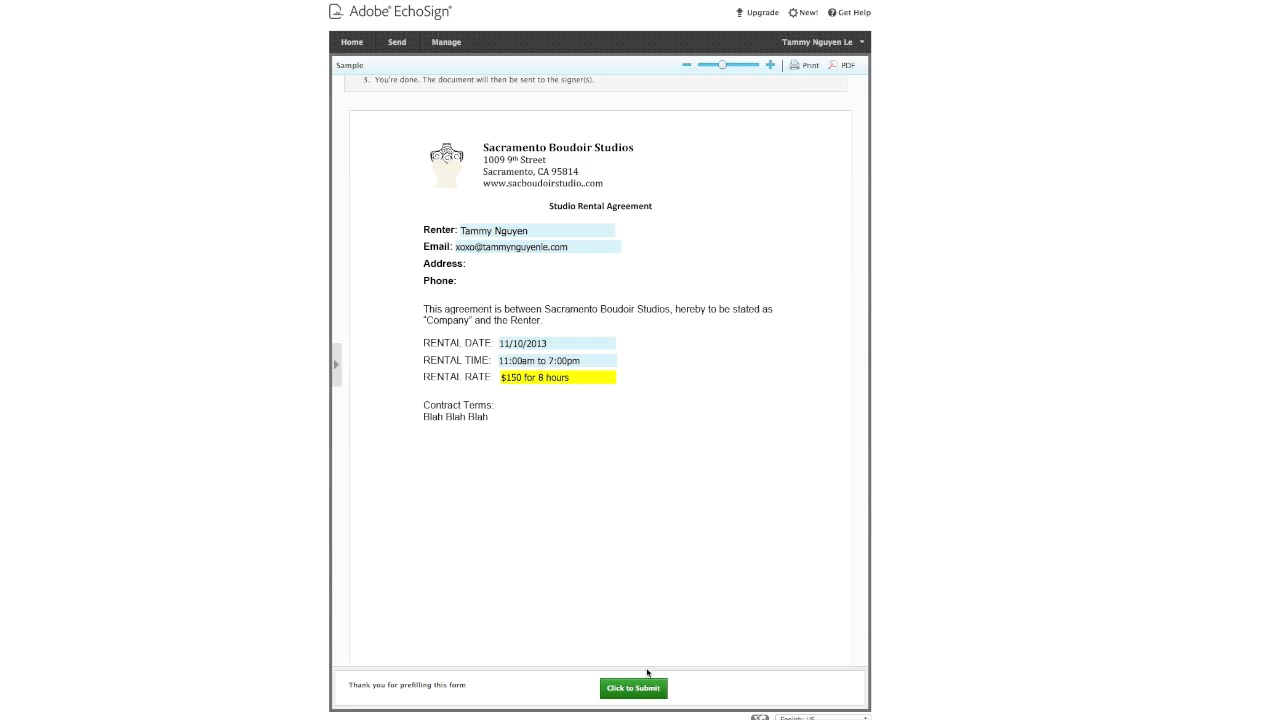 Adobe® EchoSign®
Upgrade New! Get Help
Home Send Manage Tammy Nguyen Le
Sample Print PDF
3. You're done. The document will then be sent to the signer(s).
Sacramento Boudoir Studios
1009 9th Street
Sacramento, CA 95814
www.sacboudoirstudio..com
Studio Rental Agreement
Renter: Tammy Nguyen
Email: xoxo@tammynguyenle.com
Address:
Phone:
This agreement is between Sacramento Boudoir Studios, hereby to be stated as
"Company" and the Renter.
RENTAL DATE: 11/10/2013
RENTAL TIME: 11:00am to 7:00pm
RENTAL RATE: $150 for 8 hours
Contract Terms:
Blah Blah Blah
Thank you for prefilling this form
Click to Submit
English: US